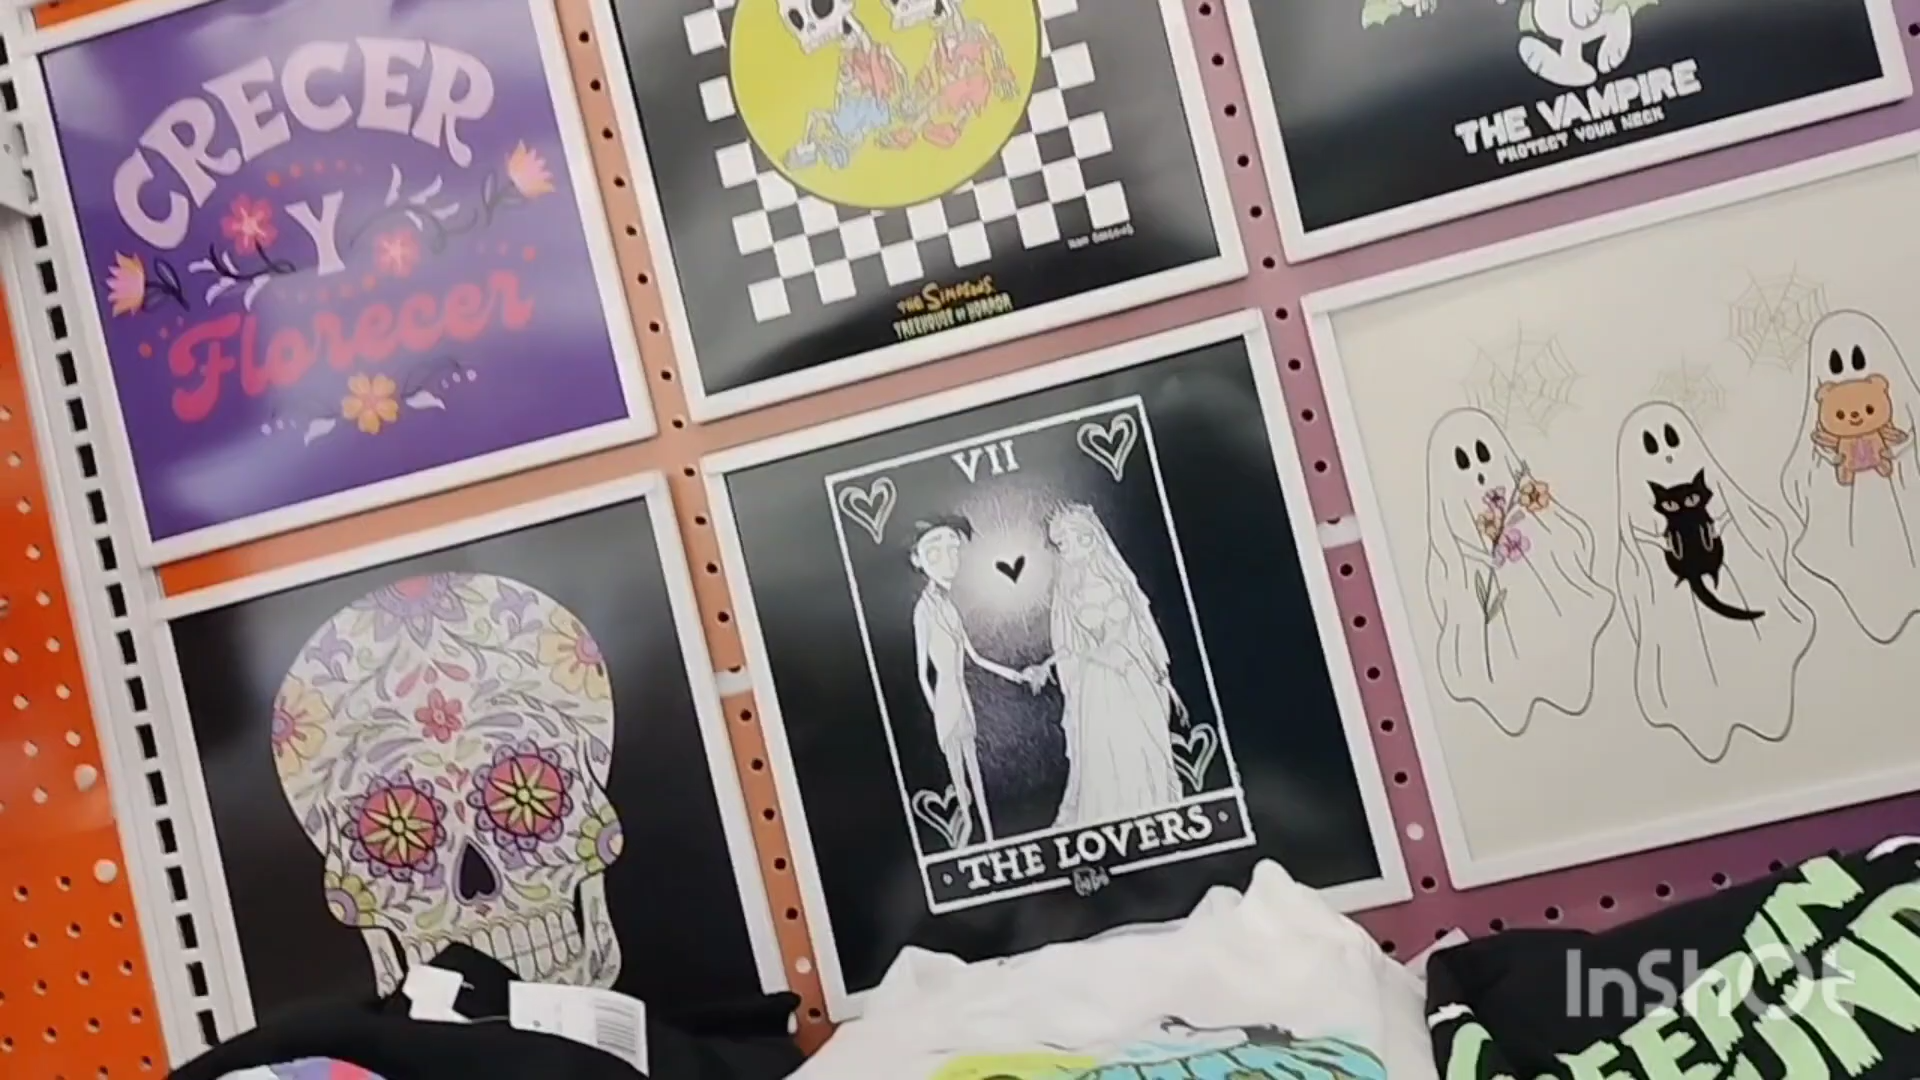 CRECER
Y
Florecer
THE SIMPSONS
TREEHOUSE OF HORROR
THE VAMPIRE
PROTECT YOUR NECK
VII
THE LOVERS
InShOt